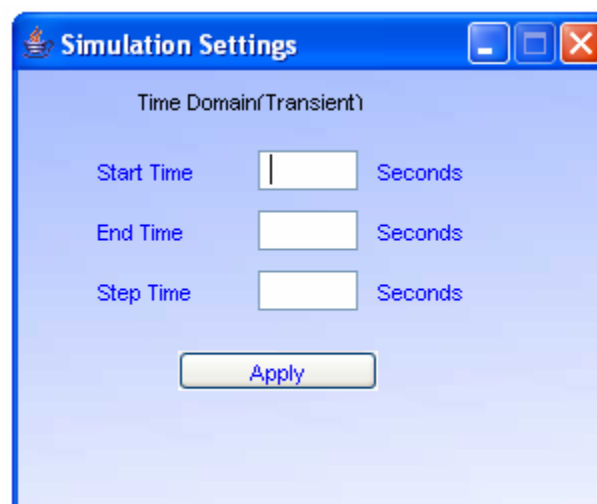 Simulation Settings
Time Domain(Transient)
Start Time Seconds
End Time Seconds
Step Time Seconds
Apply